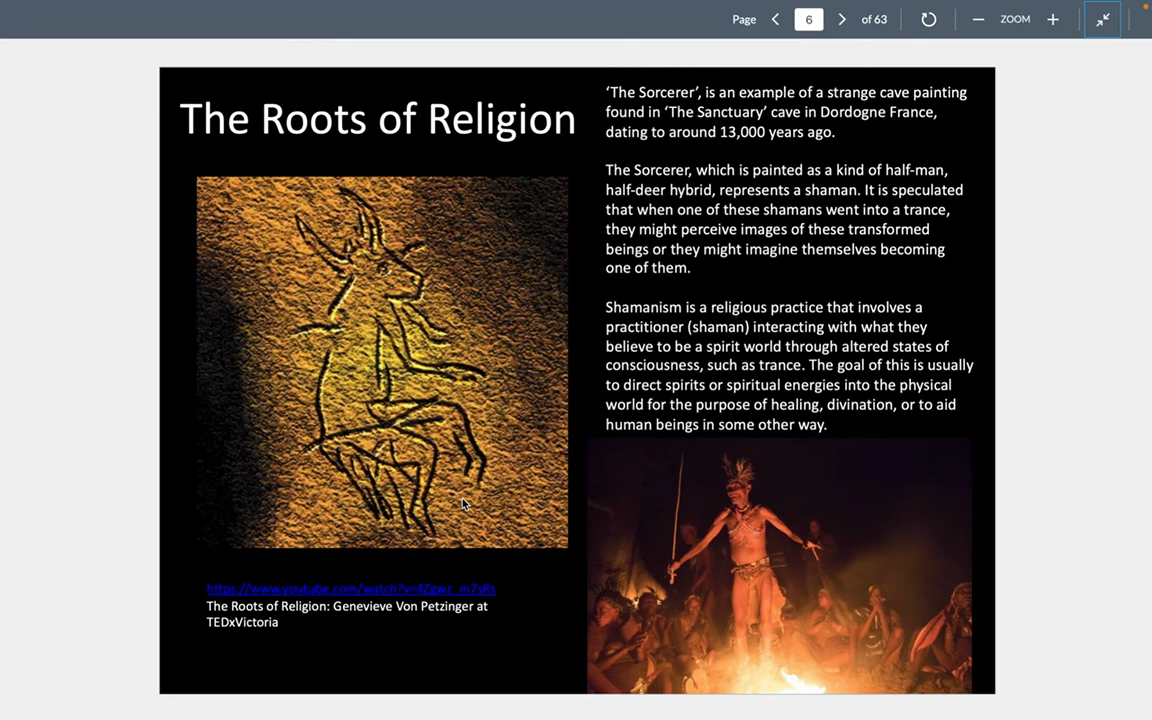 Page
6
of 63
ZOOM
The Roots of Religion
'The Sorcerer', is an example of a strange cave painting
found in 'The Sanctuary' cave in Dordogne France,
dating to around 13,000 years ago.
The Sorcerer, which is painted as a kind of half-man,
half-deer hybrid, represents a shaman. It is speculated
that when one of these shamans went into a trance,
they might perceive images of these transformed
beings or they might imagine themselves becoming
one of them.
Shamanism is a religious practice that involves a
practitioner (shaman) interacting with what they
believe to be a spirit world through altered states of
consciousness, such as trance. The goal of this is usually
to direct spirits or spiritual energies into the physical
world for the purpose of healing, divination, or to aid
human beings in some other way.
The Roots of Religion: Genevieve Von Petzinger at
TEDxVictoria